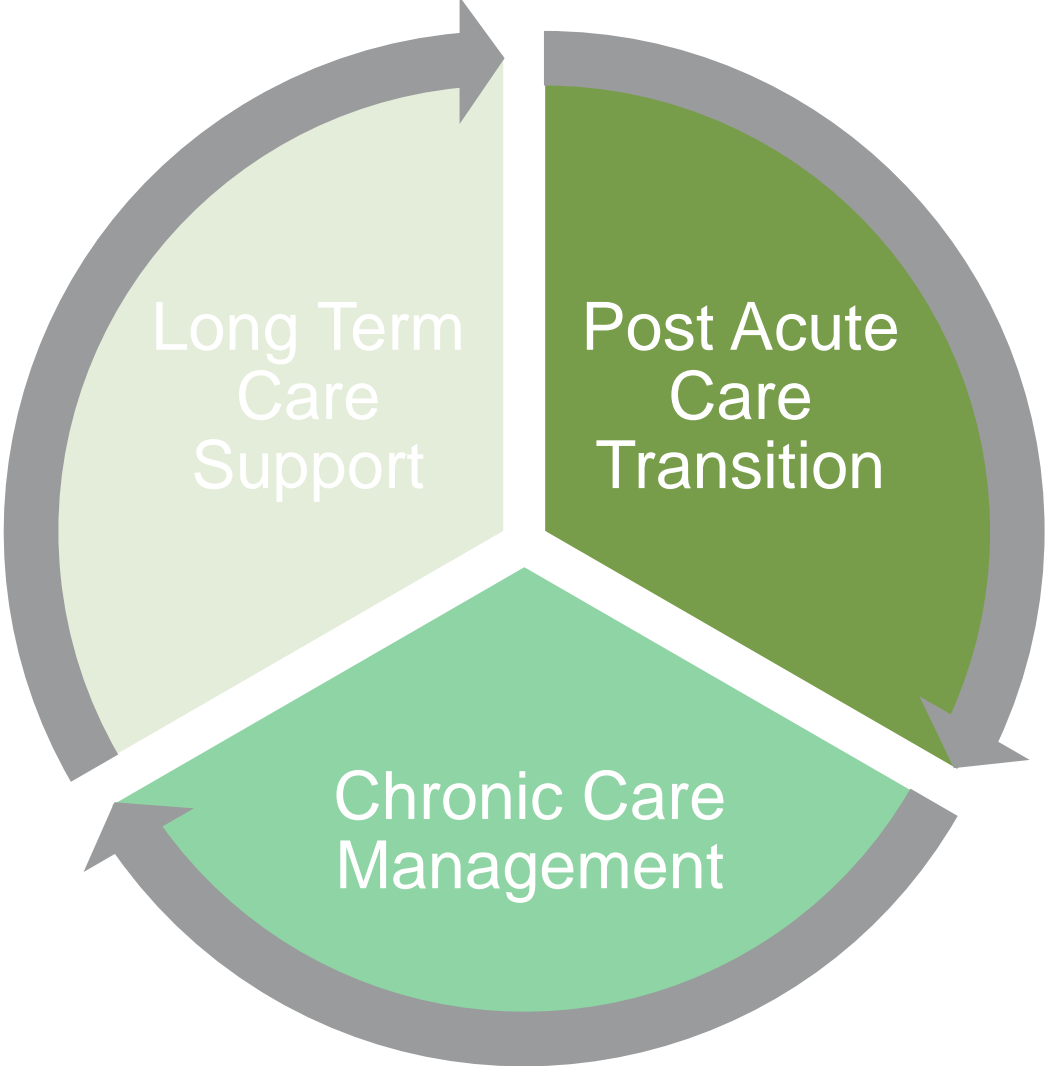 Long Term
Care
Support
Post Acute
Care
Transition
Chronic Care
Management